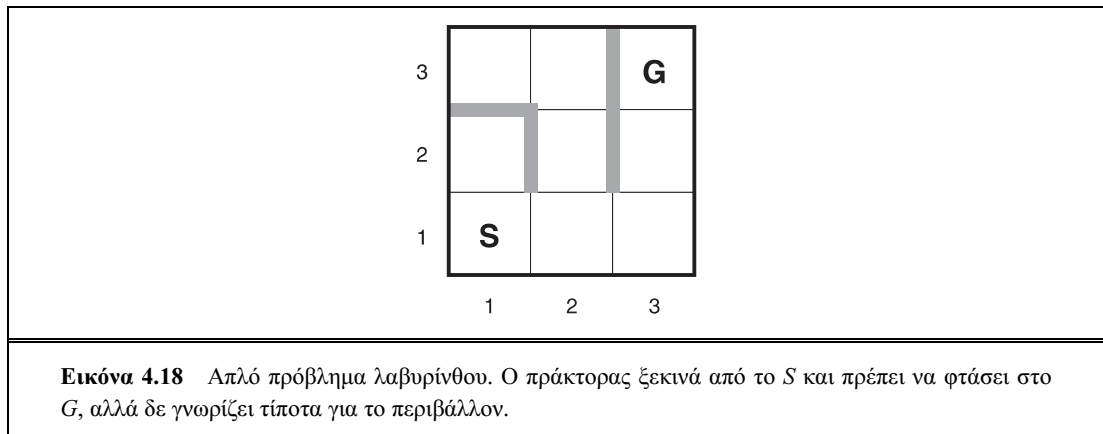 3
G
2
1
S
1 2 3
Εικόνα 4.18 Απλό πρόβλημα λαβυρίνθου. Ο πράκτορας ξεκινά από το S και πρέπει να φτάσει στο
G, αλλά δε γνωρίζει τίποτα για το περιβάλλον.